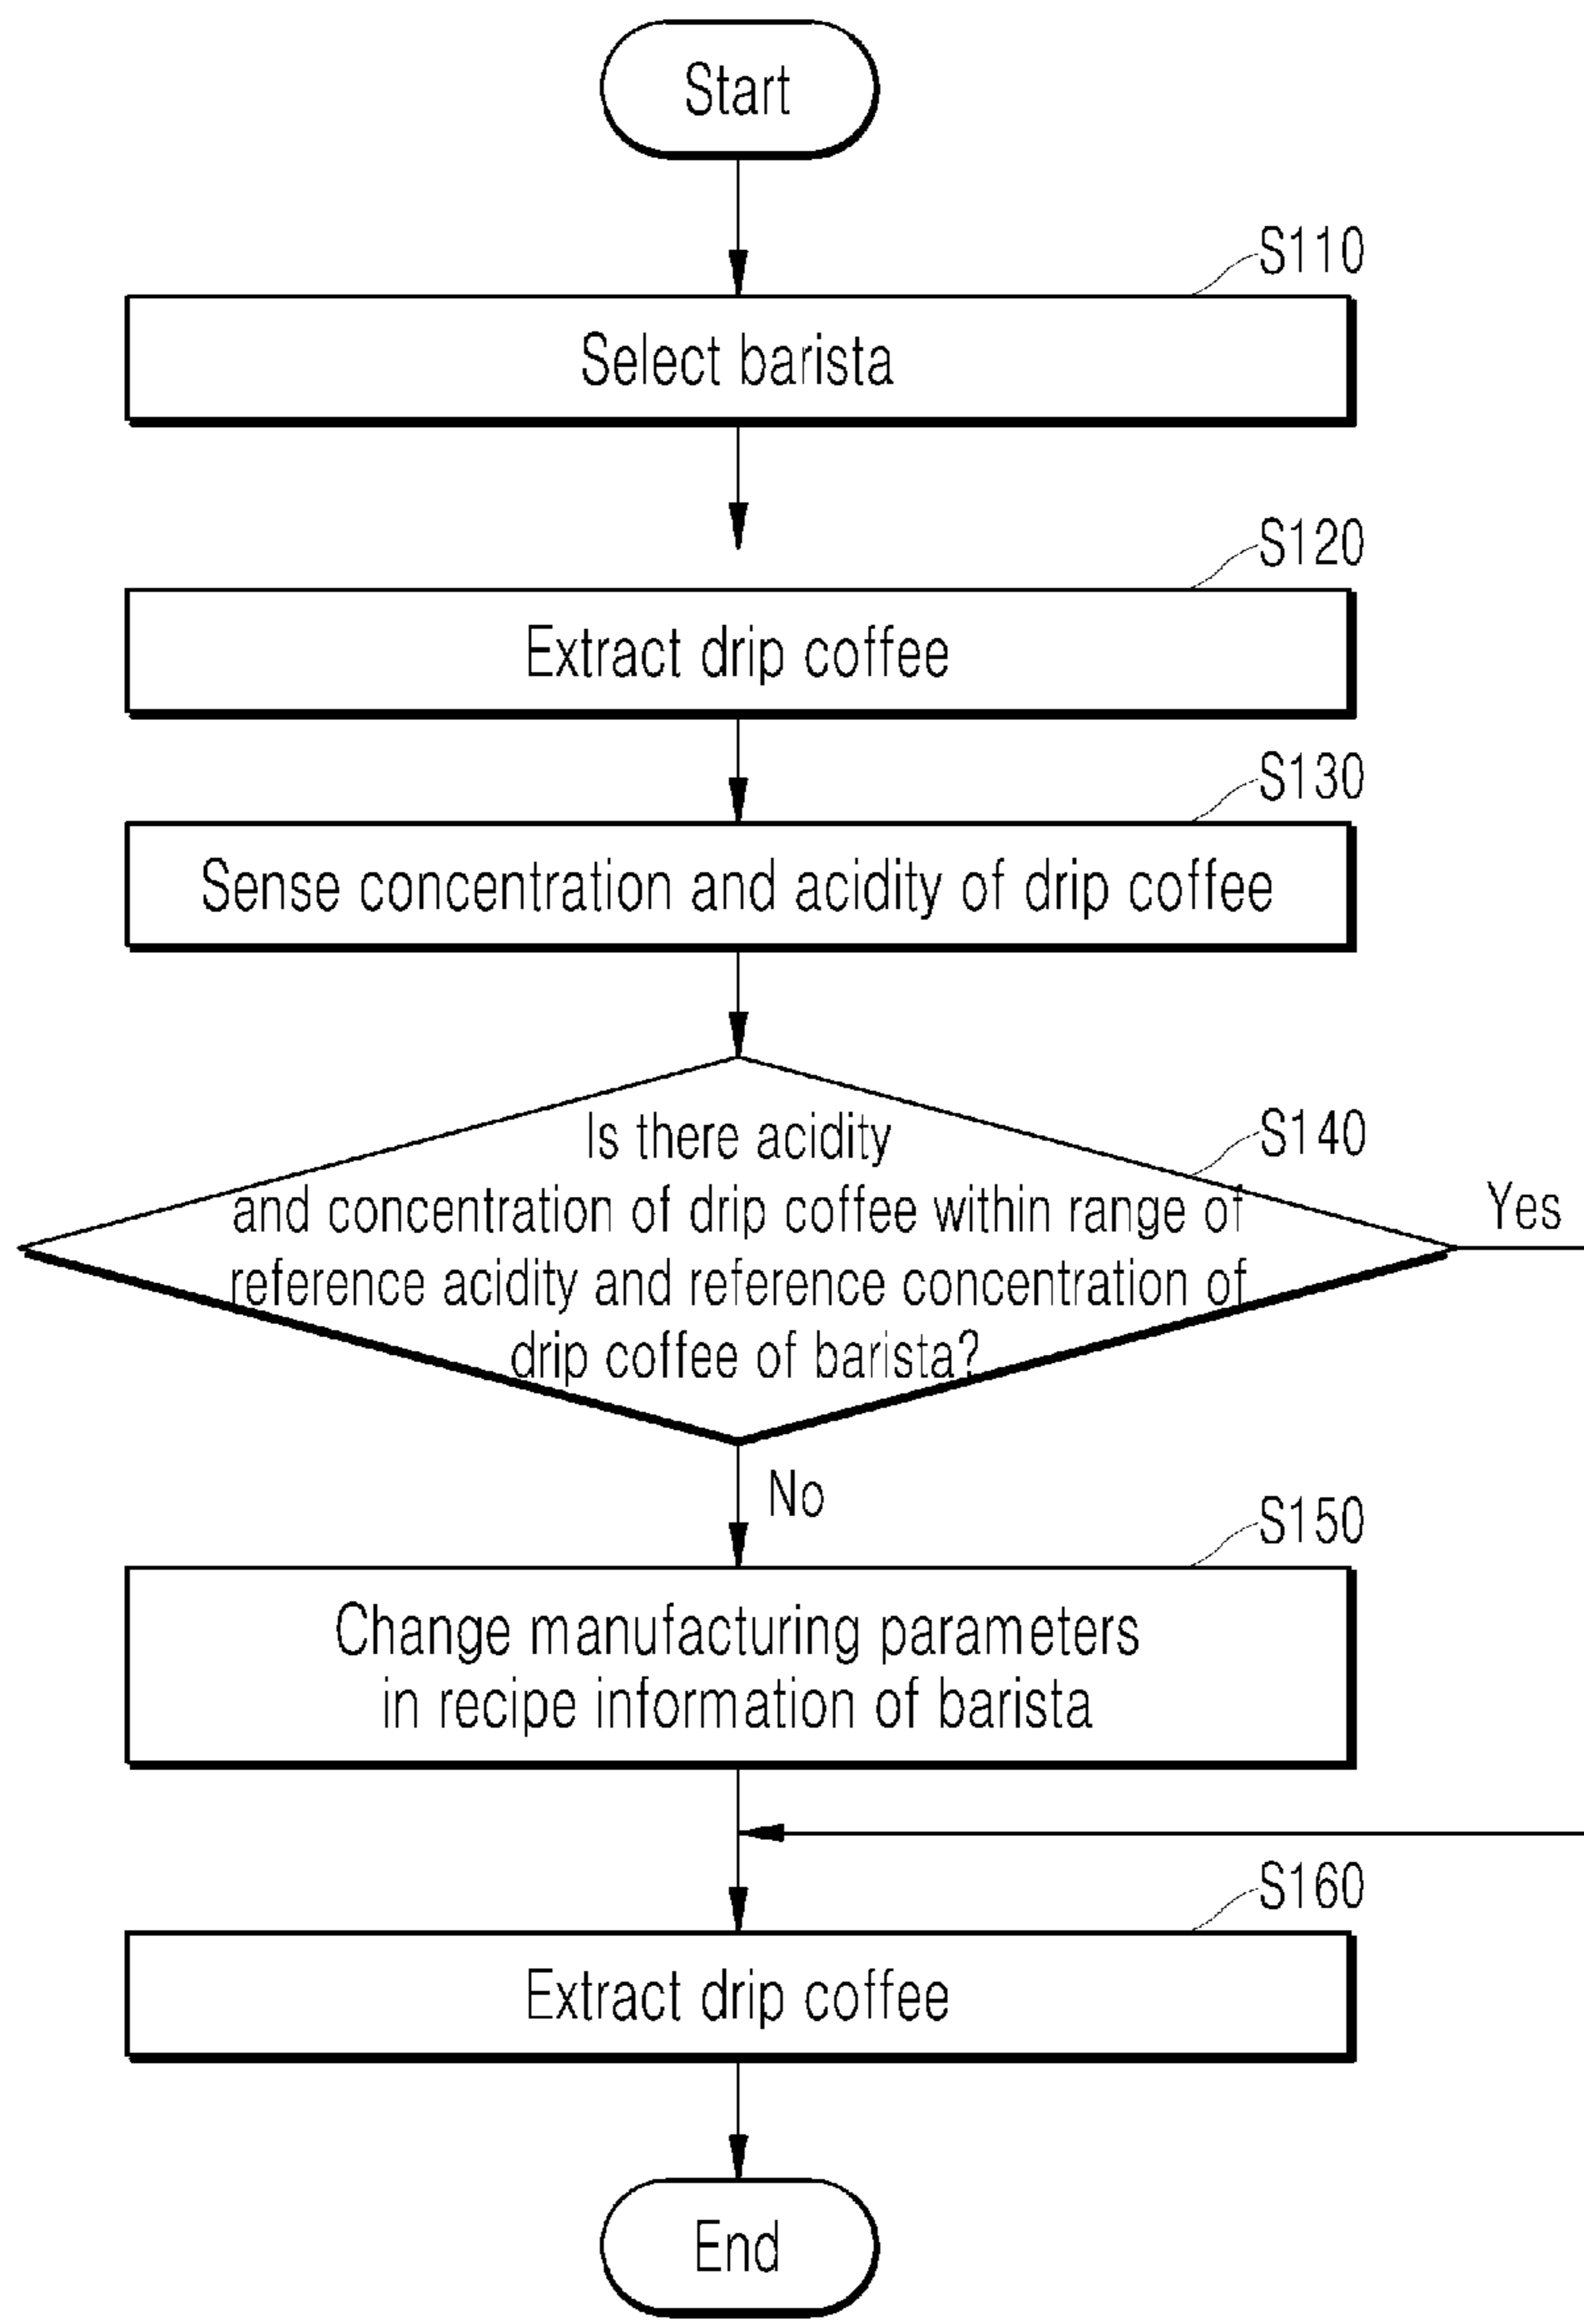 Start
S110
Select barista
S120
Extract drip coffee
S130
Sense concentration and acidity of drip coffee
S140
Is there acidity
and concentration of drip coffee within range of
reference acidity and reference concentration of
drip coffee of barista?
Yes
No
S150
Change manufacturing parameters
in recipe information of barista
S160
Extract drip coffee
End